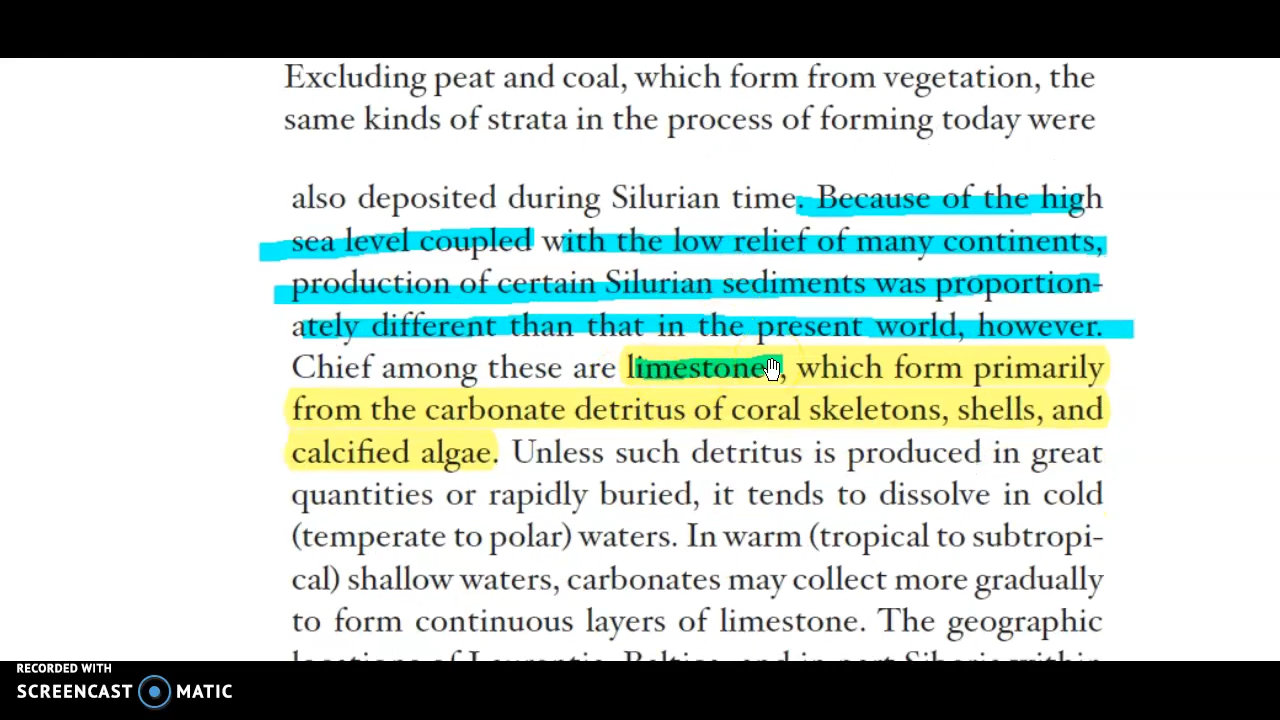 Excluding peat and coal, which form from vegetation, the
same kinds of strata in the process of forming today were
also deposited during Silurian time. Because of the high
sea level coupled with the low relief of many continents,
production of certain Silurian sediments was proportion-
ately different than that in the present world, however.
Chief among these are limestones, which form primarily
from the carbonate detritus of coral skeletons, shells, and
calcified algae. Unless such detritus is produced in great
quantities or rapidly buried, it tends to dissolve in cold
(temperate to polar) waters. In warm (tropical to subtropi-
cal) shallow waters, carbonates may collect more gradually
to form continuous layers of limestone. The geographic
RECORDED WITH
SCREENCAST MATIC